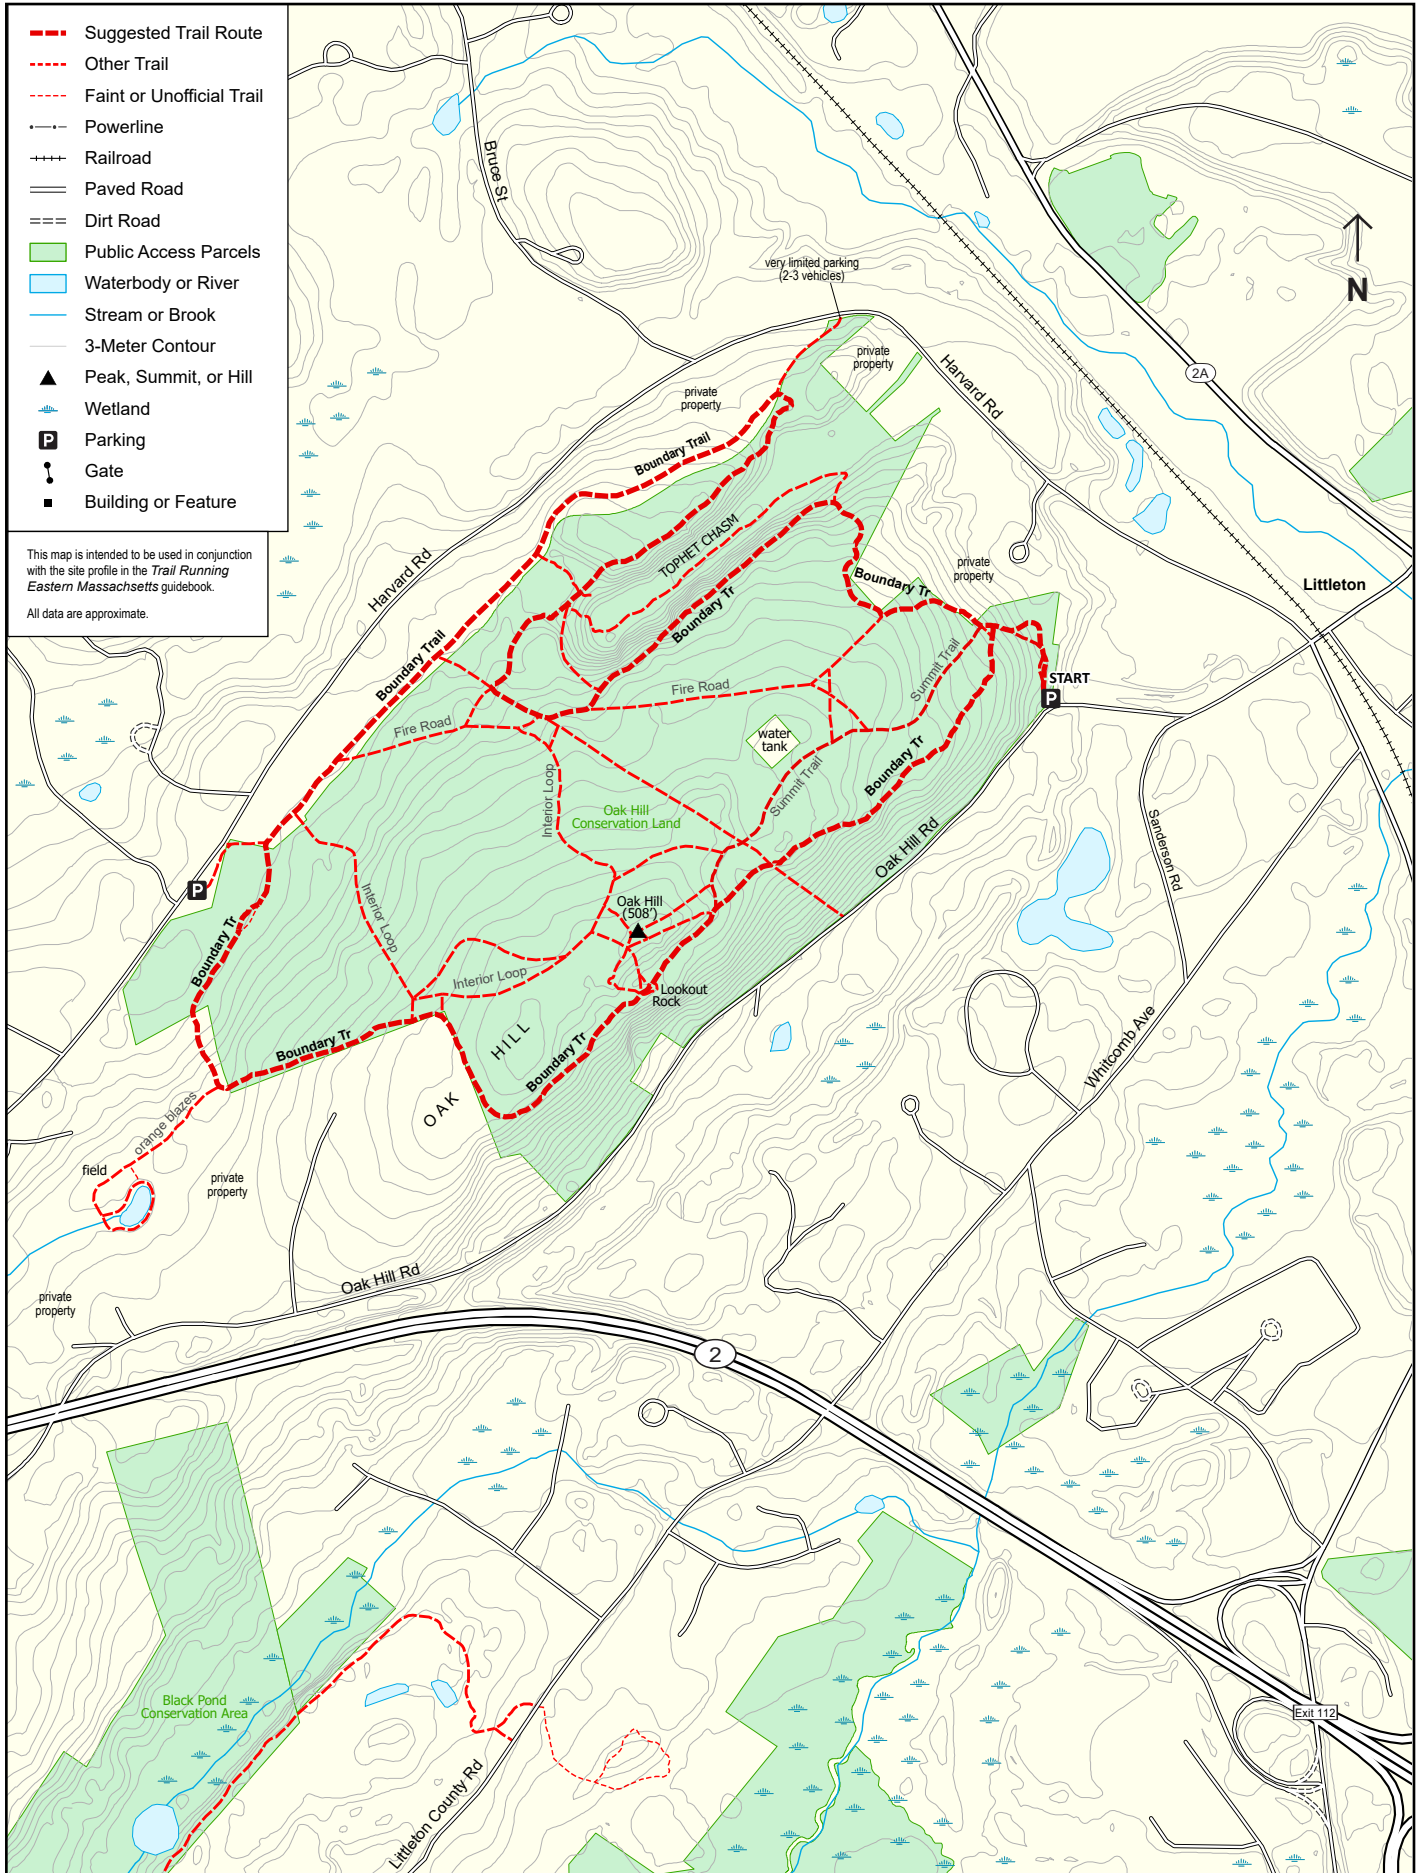 Suggested Trail Route
Other Trail
Faint or Unofficial Trail
Powerline
Railroad
Paved Road
Dirt Road
Public Access Parcels
Waterbody or River
Stream or Brook
3-Meter Contour
Peak, Summit, or Hill
Wetland
P Parking
Gate
Building or Feature
This map is intended to be used in conjunction
with the site profile in the Trail Running
Eastern Massachsetts guidebook.
All data are approximate.
Bruce St
very limited parking
(2-3 vehicles)
N
2A
private
property
private
property
Harvard Rd
Boundary Trail
TOPHET CHASM
Harvard Rd
private
property
Boundary Tr
Littleton
Boundary Tr
Boundary Trail
Summit Trail
START
P
Fire Road
Fire Road
water
tank
Boundary Tr
Interior Loop
Summit Trail
Oak Hill
Conservation Land
Oak Hill Rd
Sanderson Rd
P
Interior Loop
Oak Hill
(508')
Boundary Tr
Interior Loop
Lookout
Rock
HILL
Boundary Tr
Boundary Tr
Whitcomb Ave
OAK
orange blazes
field
private
property
Oak Hill Rd
private
property
2
Black Pond
Conservation Area
Exit 112
Littleton County Rd